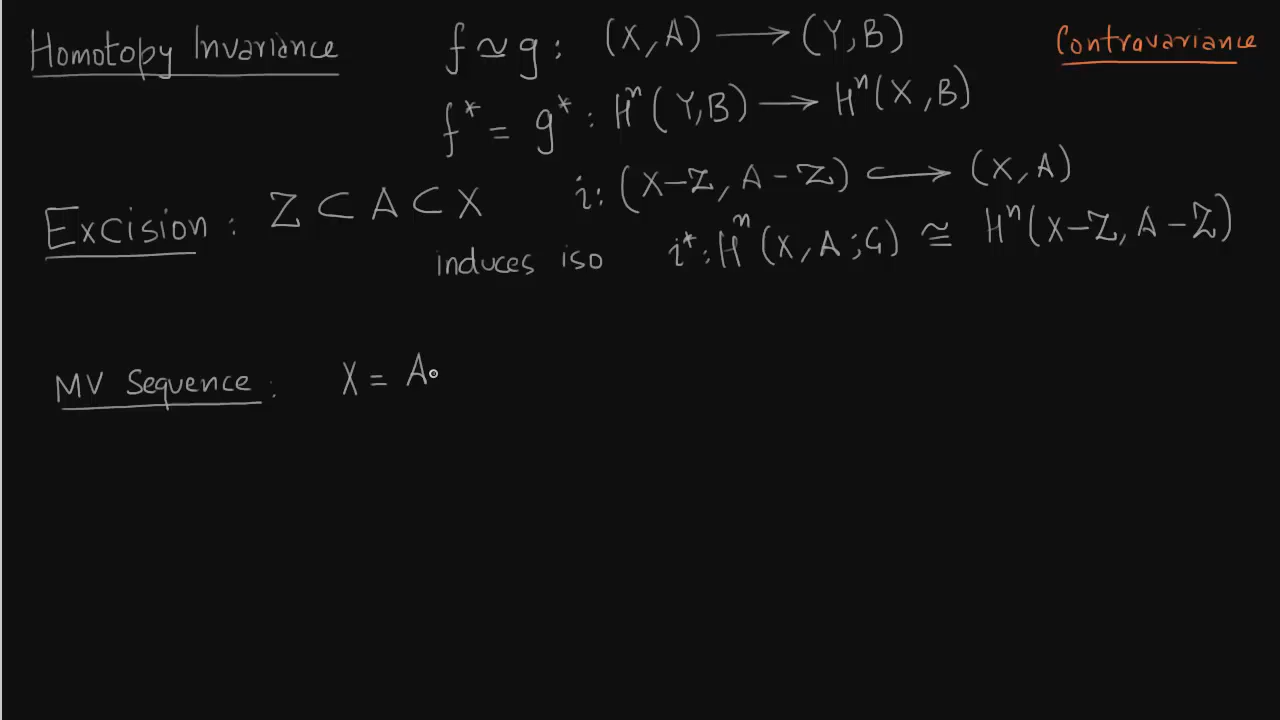 Homotopy Invariance f ≃ g : (X, A) ⟶ (Y, B) Contravariance
f* = g* : Hⁿ(Y, B) ⟶ Hⁿ(X, B)
Excision : Z ⊂ A ⊂ X i : (X − Z, A − Z) ↪ (X, A)
induces iso i* : Hⁿ(X, A ; G) ≅ Hⁿ(X − Z, A − Z)
MV Sequence : X = A